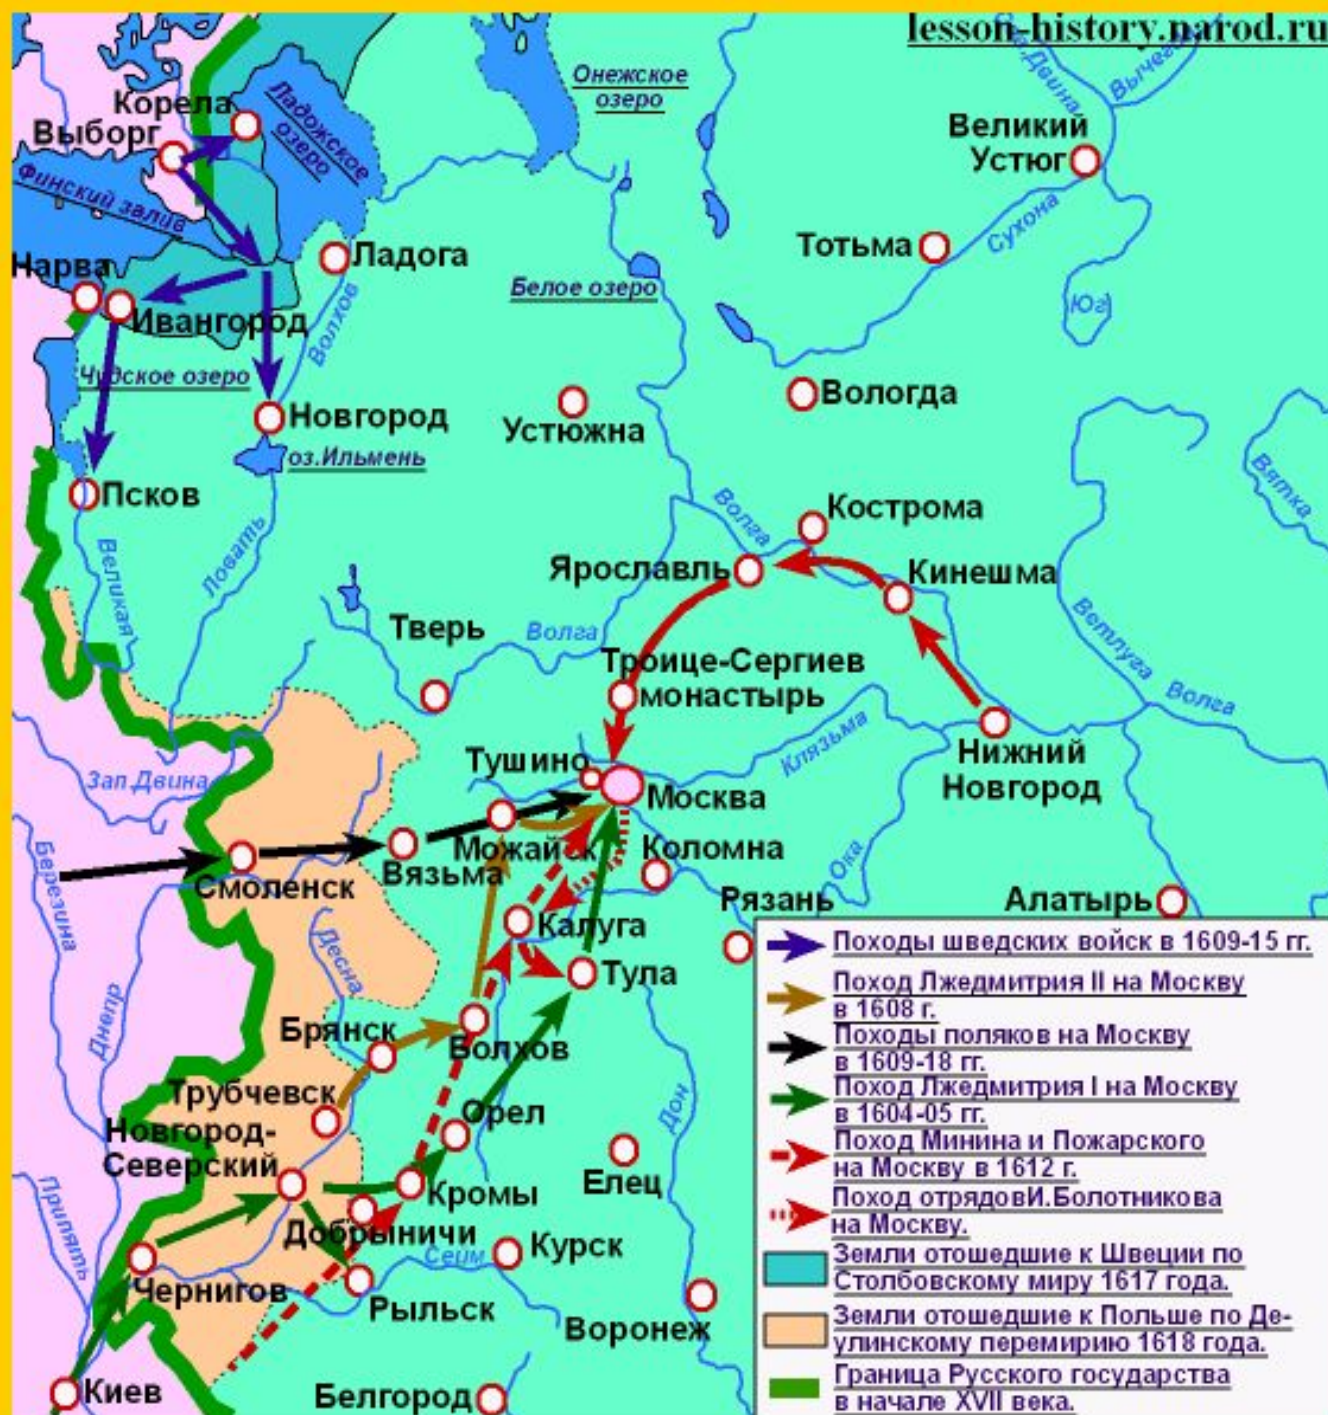 lesson-history.narod.ru
Онежское
озеро
Ладожское
озеро
Корела
Выборг
Финский залив
Нарва
Ивангород
Ладога
Волхов
Чудское озеро
Новгород
оз.Ильмень
Псков
Великая
Ловать
Белое озеро
Великий
Устюг
Вычег
Тотьма
Сухона
Юг
Вологда
Устюжна
Вятка
Волга
Кострома
Ярославль
Кинешма
Ветлуга
Волга
Тверь
Волга
Троице-Сергиев
монастырь
Клязьма
Нижний
Новгород
Зап.Двина
Тушино
Москва
Можайск
Вязьма
Смоленск
Коломна
Ока
Рязань
Алатырь
Березина
Днепр
Десна
Калуга
Тула
Брянск
Болхов
Трубчевск
Орел
Дон
Новгород-
Северский
Кромы
Елец
Добрыничи
Сеим
Курск
Припять
Чернигов
Рыльск
Воронеж
Киев
Белгород
Походы шведских войск в 1609-15 гг.
Поход Лжедмитрия II на Москву
в 1608 г.
Походы поляков на Москву
в 1609-18 гг.
Поход Лжедмитрия I на Москву
в 1604-05 гг.
Поход Минина и Пожарского
на Москву в 1612 г.
Поход отрядовИ.Болотникова
на Москву.
Земли отошедшие к Швеции по
Столбовскому миру 1617 года.
Земли отошедшие к Польше по Де-
улинскому перемирию 1618 года.
Граница Русского государства
в начале XVII века.